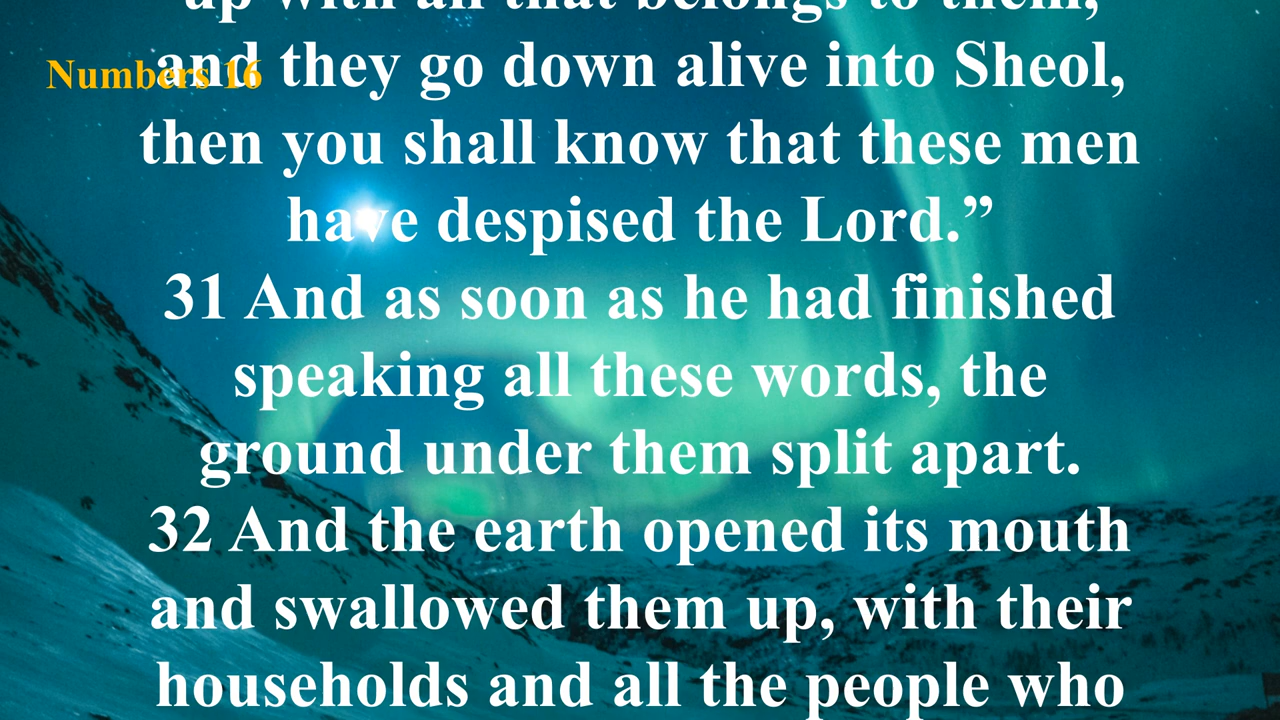 up with all that belongs to them,
Numbers 16
and they go down alive into Sheol,
then you shall know that these men
have despised the Lord.”
31 And as soon as he had finished
speaking all these words, the
ground under them split apart.
32 And the earth opened its mouth
and swallowed them up, with their
households and all the people who